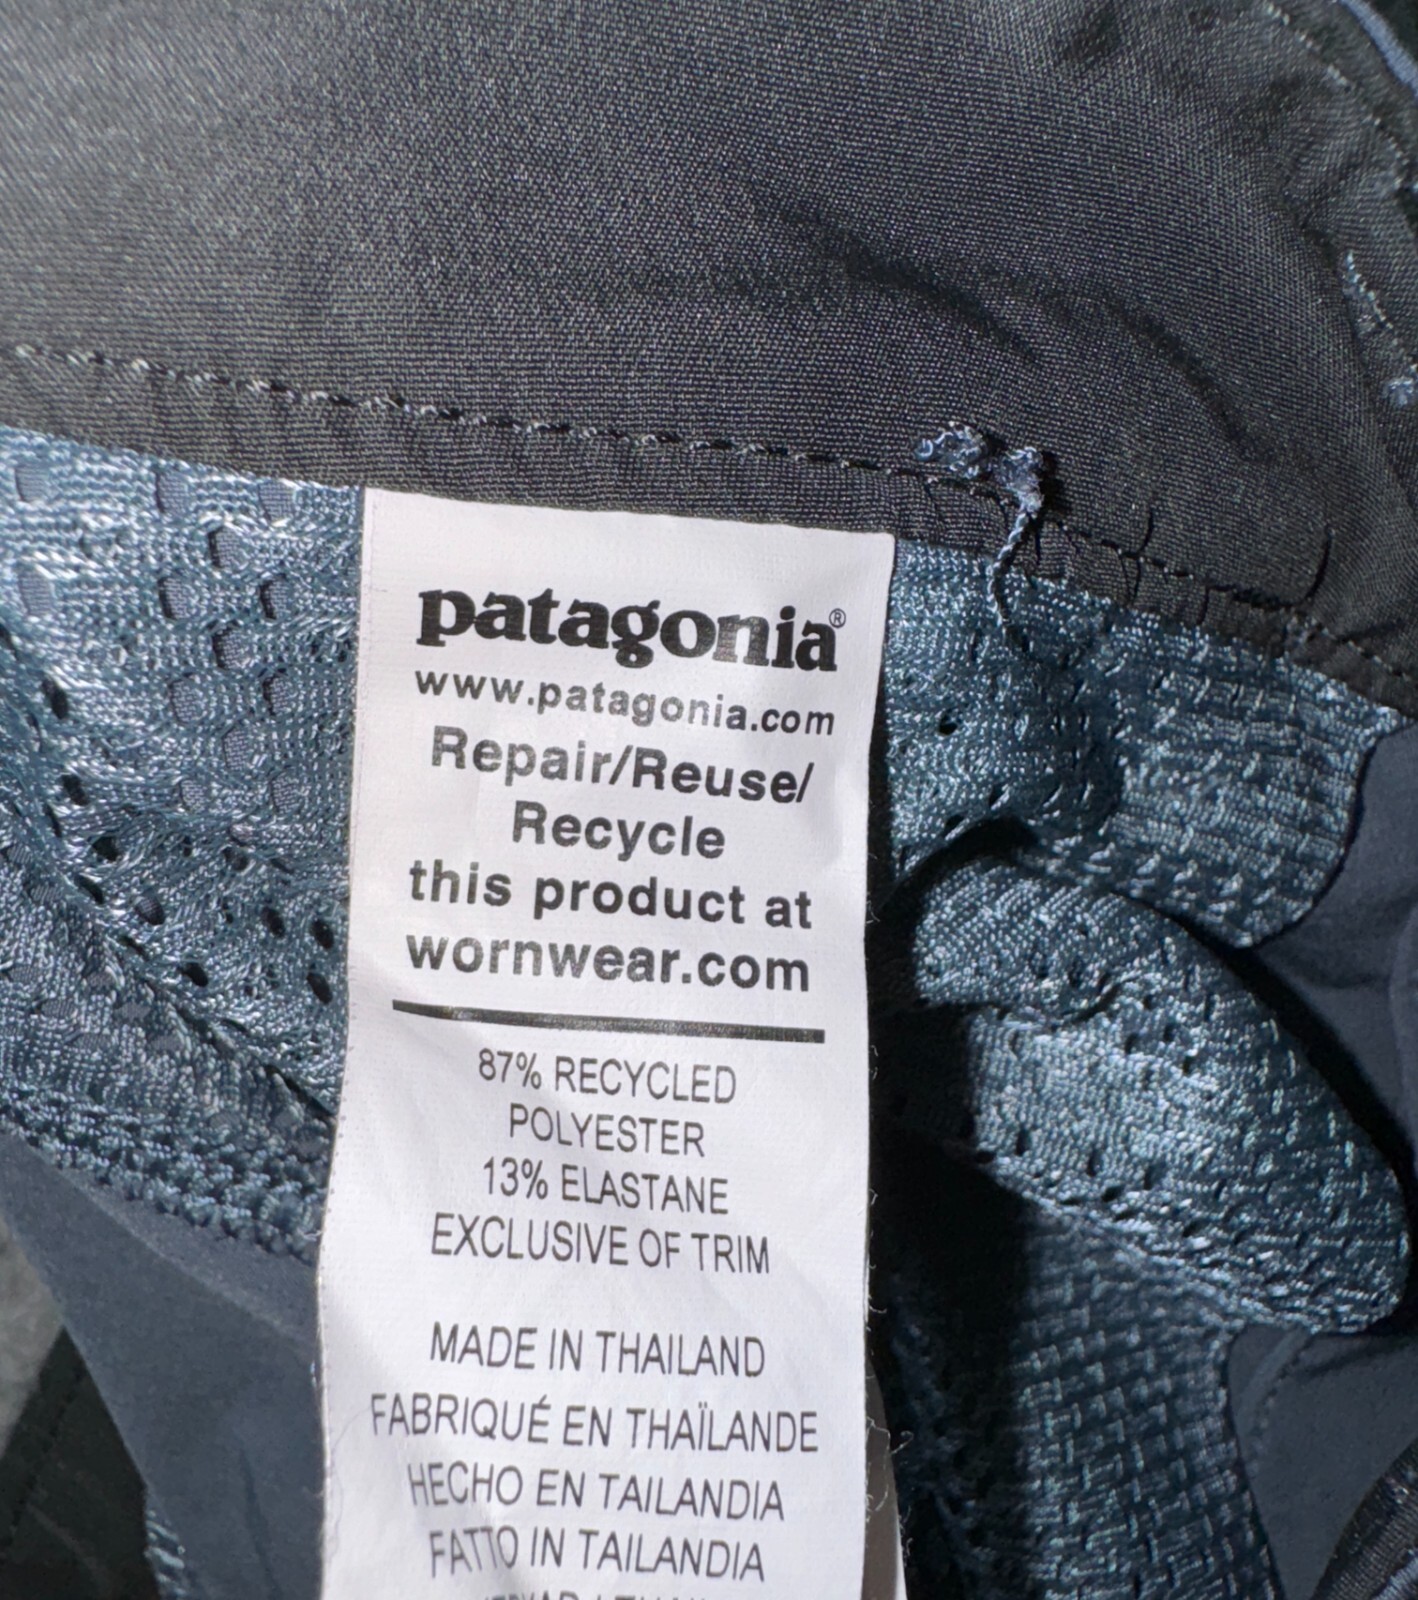 patagonia®
www.patagonia.com
Repair/Reuse/
Recycle
this product at
wornwear.com
87% RECYCLED
POLYESTER
13% ELASTANE
EXCLUSIVE OF TRIM
MADE IN THAILAND
FABRIQUÉ EN THAÏLANDE
HECHO EN TAILANDIA
FATTO IN TAILANDIA